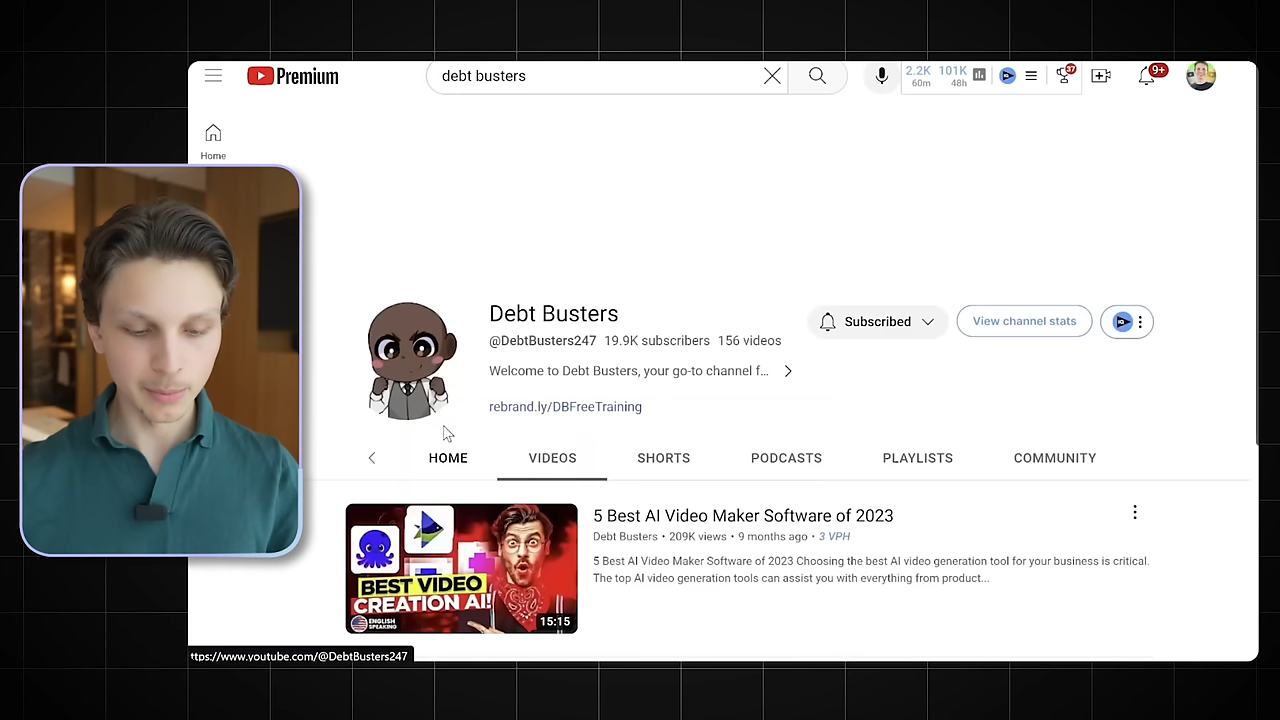 Premium
debt busters
2.2K 101K
60m 48h
37
9+
Home
Debt Busters
@DebtBusters247 19.9K subscribers 156 videos
Welcome to Debt Busters, your go-to channel f...
rebrand.ly/DBFreeTraining
Subscribed
View channel stats
HOME VIDEOS SHORTS PODCASTS PLAYLISTS COMMUNITY
BEST VIDEO
CREATION AI!
ENGLISH
SPEAKING
15:15
5 Best AI Video Maker Software of 2023
Debt Busters • 209K views • 9 months ago • 3 VPH
5 Best AI Video Maker Software of 2023 Choosing the best AI video generation tool for your business is critical.
The top AI video generation tools can assist you with everything from product...
ttps://www.youtube.com/@DebtBusters247